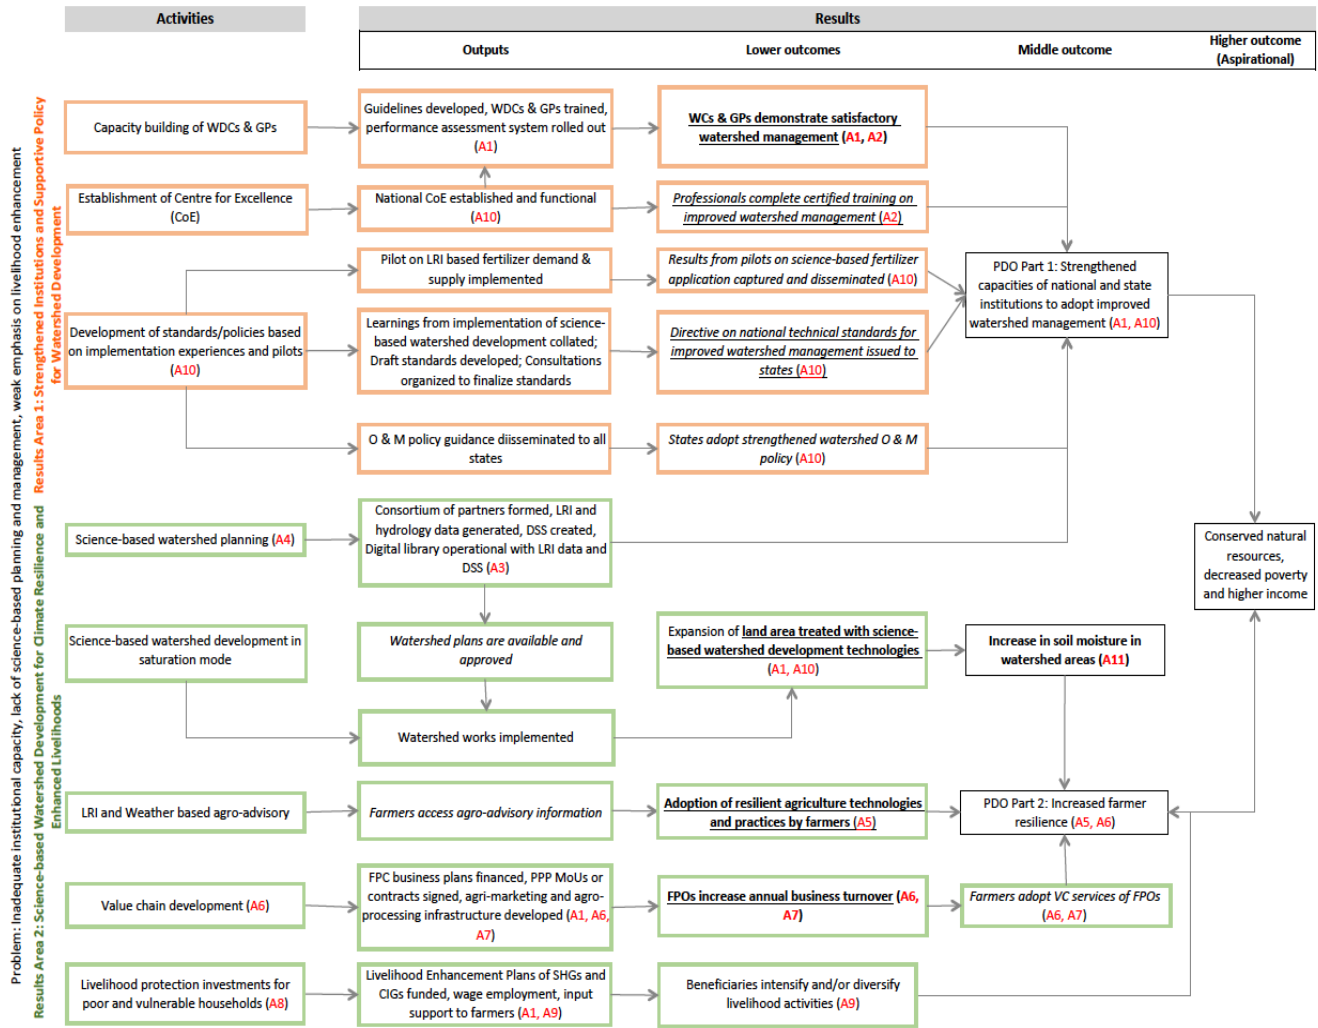 Activities
Results
Outputs
Lower outcomes
Middle outcome
Higher outcome
(Aspirational)
Problem: Inadequate institutional capacity, lack of science-based planning and management, weak emphasis on livelihood enhancement
Results Area 1: Strengthened Institutions and Supportive Policy
for Watershed Development
Capacity building of WDCs & GPs
Guidelines developed, WDCs & GPs trained,
performance assessment system rolled out
(A1)
WCs & GPs demonstrate satisfactory
watershed management (A1, A2)
Establishment of Centre for Excellence
(CoE)
National CoE established and functional
(A10)
Professionals complete certified training on
improved watershed management (A2)
Pilot on LRI based fertilizer demand &
supply implemented
Results from pilots on science-based fertilizer
application captured and disseminated (A10)
PDO Part 1: Strengthened
capacities of national and state
institutions to adopt improved
watershed management (A1, A10)
Development of standards/policies based
on implementation experiences and pilots
(A10)
Learnings from implementation of science-
based watershed development collated;
Draft standards developed; Consultations
organized to finalize standards
Directive on national technical standards for
improved watershed management issued to
states (A10)
O & M policy guidance diisseminated to all
states
States adopt strengthened watershed O & M
policy (A10)
Results Area 2: Science-based Watershed Development for Climate Resilience and
Enhanced Livelihoods
Science-based watershed planning (A4)
Consortium of partners formed, LRI and
hydrology data generated, DSS created,
Digital library operational with LRI data and
DSS (A3)
Conserved natural
resources,
decreased poverty
and higher income
Science-based watershed development in
saturation mode
Watershed plans are available and
approved
Expansion of land area treated with science-
based watershed development technologies
(A1, A10)
Increase in soil moisture in
watershed areas (A11)
Watershed works implemented
LRI and Weather based agro-advisory
Farmers access agro-advisory information
Adoption of resilient agriculture technologies
and practices by farmers (A5)
PDO Part 2: Increased farmer
resilience (A5, A6)
Value chain development (A6)
FPC business plans financed, PPP MoUs or
contracts signed, agri-marketing and agro-
processing infrastructure developed (A1, A6,
A7)
FPOs increase annual business turnover (A6,
A7)
Farmers adopt VC services of FPOs
(A6, A7)
Livelihood protection investments for
poor and vulnerable households (A8)
Livelihood Enhancement Plans of SHGs and
CIGs funded, wage employment, input
support to farmers (A1, A9)
Beneficiaries intensify and/or diversify
livelihood activities (A9)